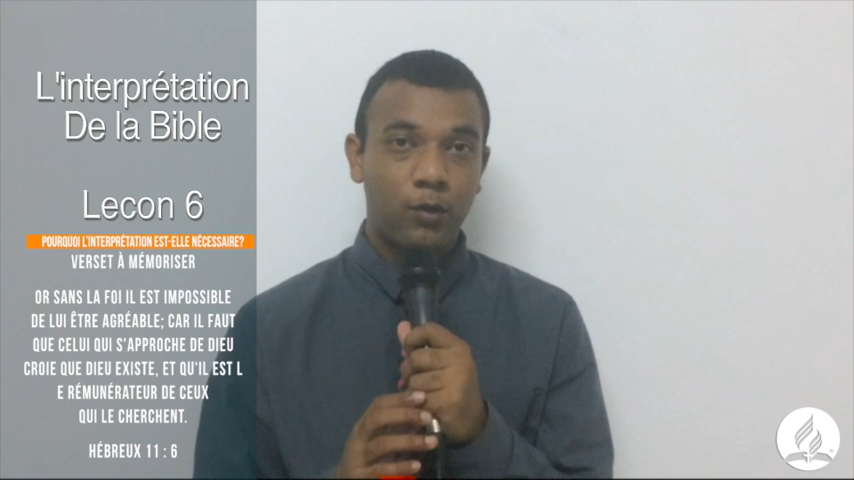 L'interprétation
De la Bible
Lecon 6
POURQUOI L'INTERPRÉTATION EST-ELLE NÉCESSAIRE?
VERSET À MÉMORISER
OR SANS LA FOI IL EST IMPOSSIBLE
DE LUI ÊTRE AGRÉABLE; CAR IL FAUT
QUE CELUI QUI S'APPROCHE DE DIEU
CROIE QUE DIEU EXISTE, ET QU'IL EST L
E RÉMUNÉRATEUR DE CEUX
QUI LE CHERCHENT.
HÉBREUX 11 : 6